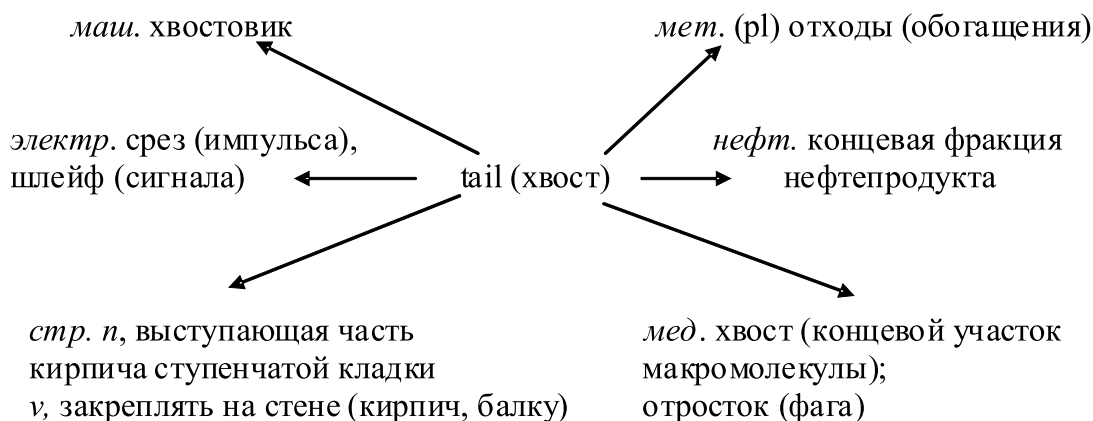 маш. хвостовик
мет. (pl) отходы (обогащения)
электр. срез (импульса),
шлейф (сигнала)
tail (хвост)
нефт. концевая фракция
нефтепродукта
стр. n, выступающая часть
кирпича ступенчатой кладки
v, закреплять на стене (кирпич, балку)
мед. хвост (концевой участок
макромолекулы);
отросток (фага)